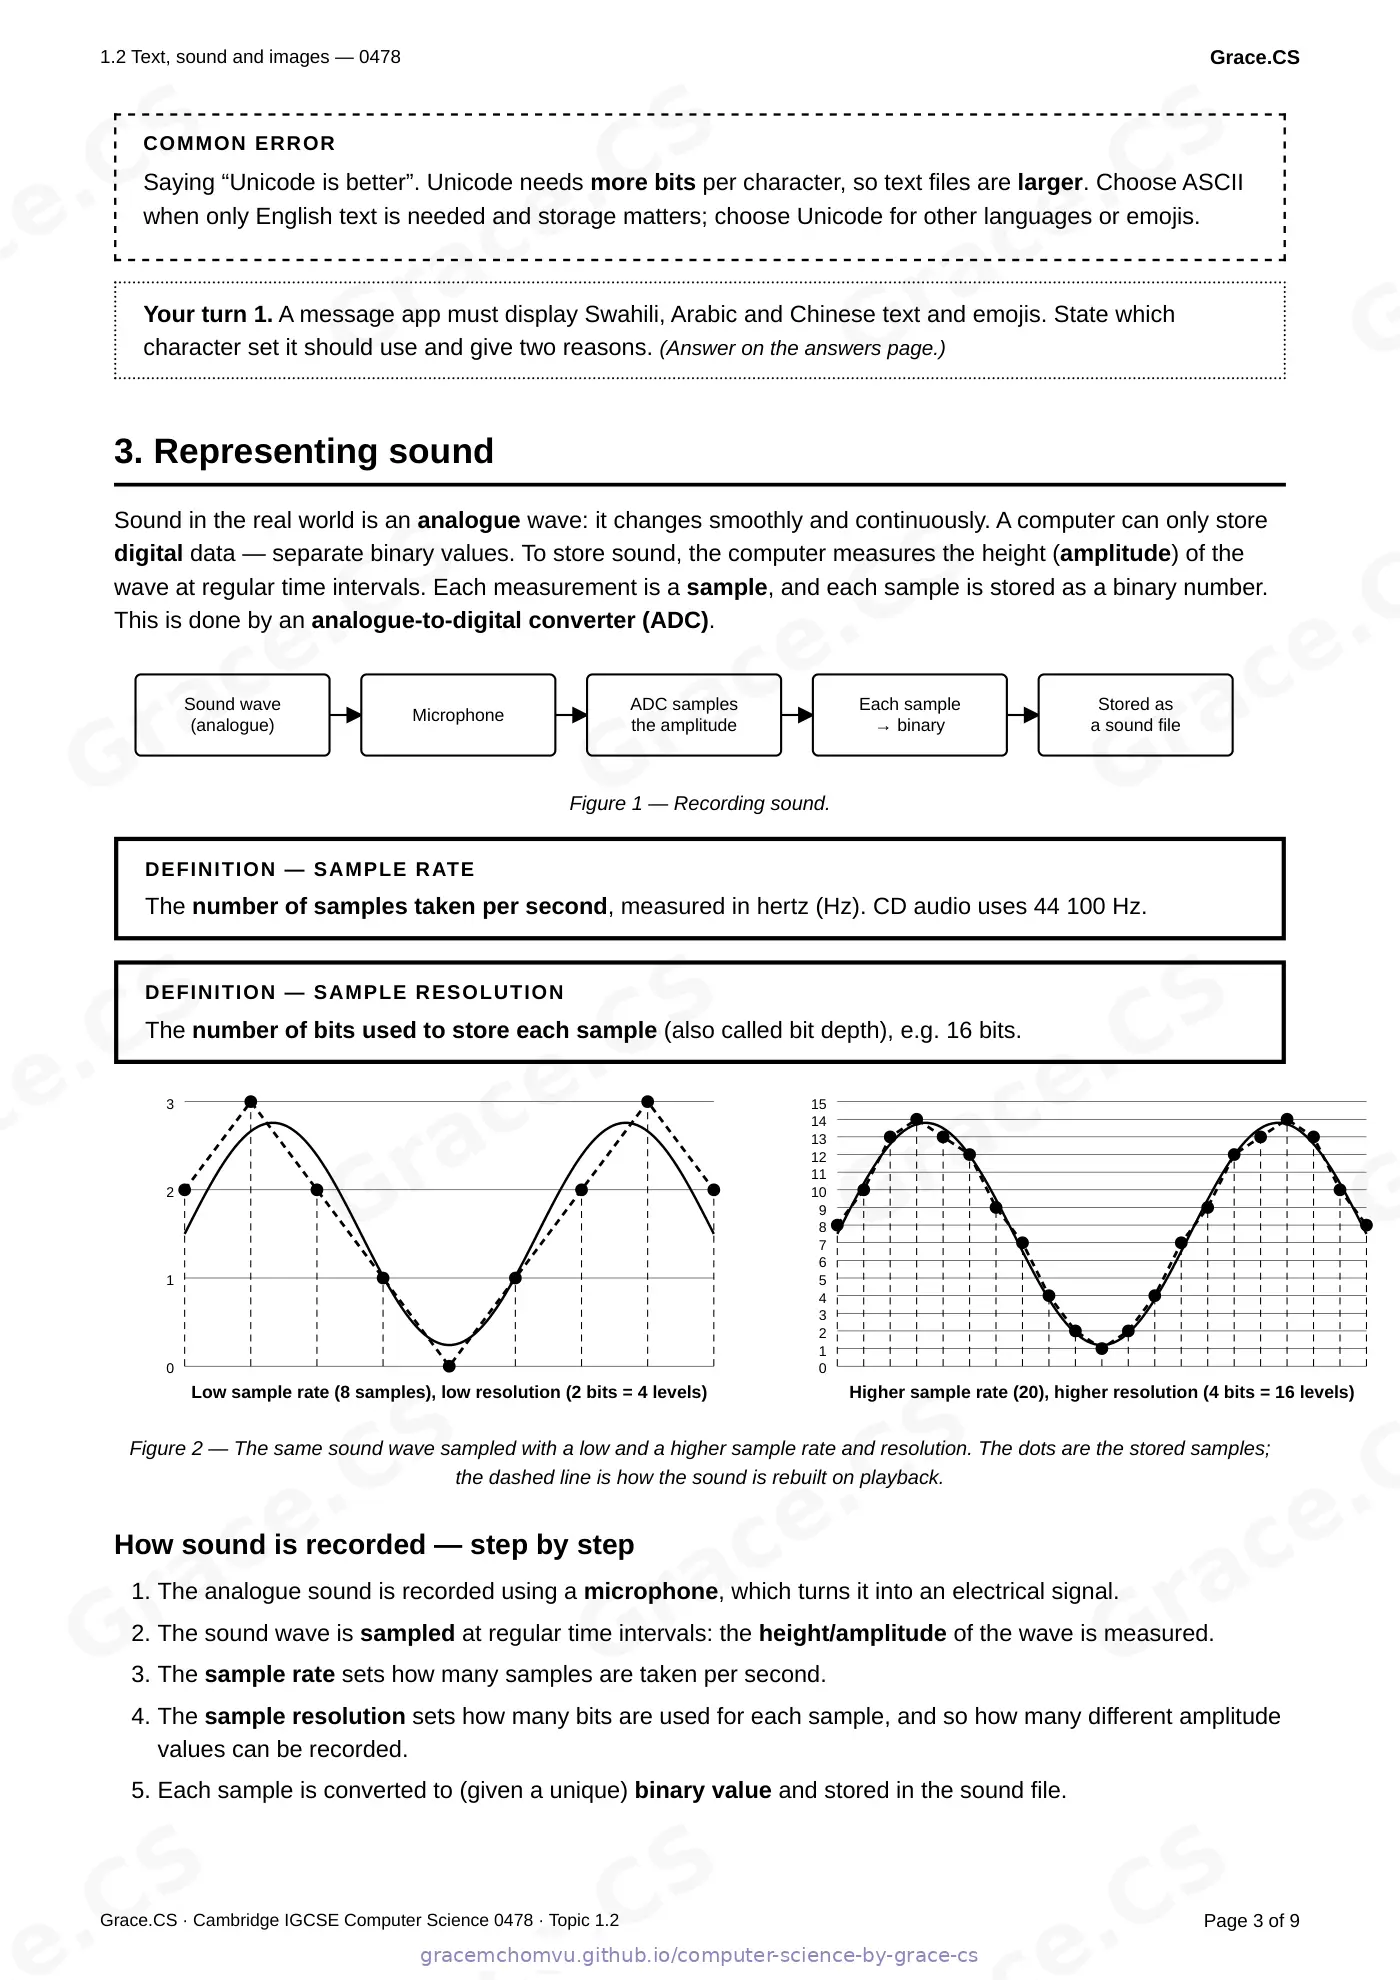 1.2 Text, sound and images — 0478
Grace.CS
COMMON ERROR
Saying “Unicode is better”. Unicode needs more bits per character, so text files are larger. Choose ASCII
when only English text is needed and storage matters; choose Unicode for other languages or emojis.
Your turn 1. A message app must display Swahili, Arabic and Chinese text and emojis. State which
character set it should use and give two reasons. (Answer on the answers page.)
3. Representing sound
Sound in the real world is an analogue wave: it changes smoothly and continuously. A computer can only store
digital data — separate binary values. To store sound, the computer measures the height (amplitude) of the
wave at regular time intervals. Each measurement is a sample, and each sample is stored as a binary number.
This is done by an analogue-to-digital converter (ADC).
Sound wave
(analogue)
Microphone
ADC samples
the amplitude
Each sample
→ binary
Stored as
a sound file
Figure 1 — Recording sound.
DEFINITION — SAMPLE RATE
The number of samples taken per second, measured in hertz (Hz). CD audio uses 44 100 Hz.
DEFINITION — SAMPLE RESOLUTION
The number of bits used to store each sample (also called bit depth), e.g. 16 bits.
3
2
1
0
Low sample rate (8 samples), low resolution (2 bits = 4 levels)
15
14
13
12
11
10
9
8
7
6
5
4
3
2
1
0
Higher sample rate (20), higher resolution (4 bits = 16 levels)
Figure 2 — The same sound wave sampled with a low and a higher sample rate and resolution. The dots are the stored samples;
the dashed line is how the sound is rebuilt on playback.
How sound is recorded — step by step
1. The analogue sound is recorded using a microphone, which turns it into an electrical signal.
2. The sound wave is sampled at regular time intervals: the height/amplitude of the wave is measured.
3. The sample rate sets how many samples are taken per second.
4. The sample resolution sets how many bits are used for each sample, and so how many different amplitude
values can be recorded.
5. Each sample is converted to (given a unique) binary value and stored in the sound file.
Grace.CS · Cambridge IGCSE Computer Science 0478 · Topic 1.2
Page 3 of 9
gracemchomvu.github.io/computer-science-by-grace-cs